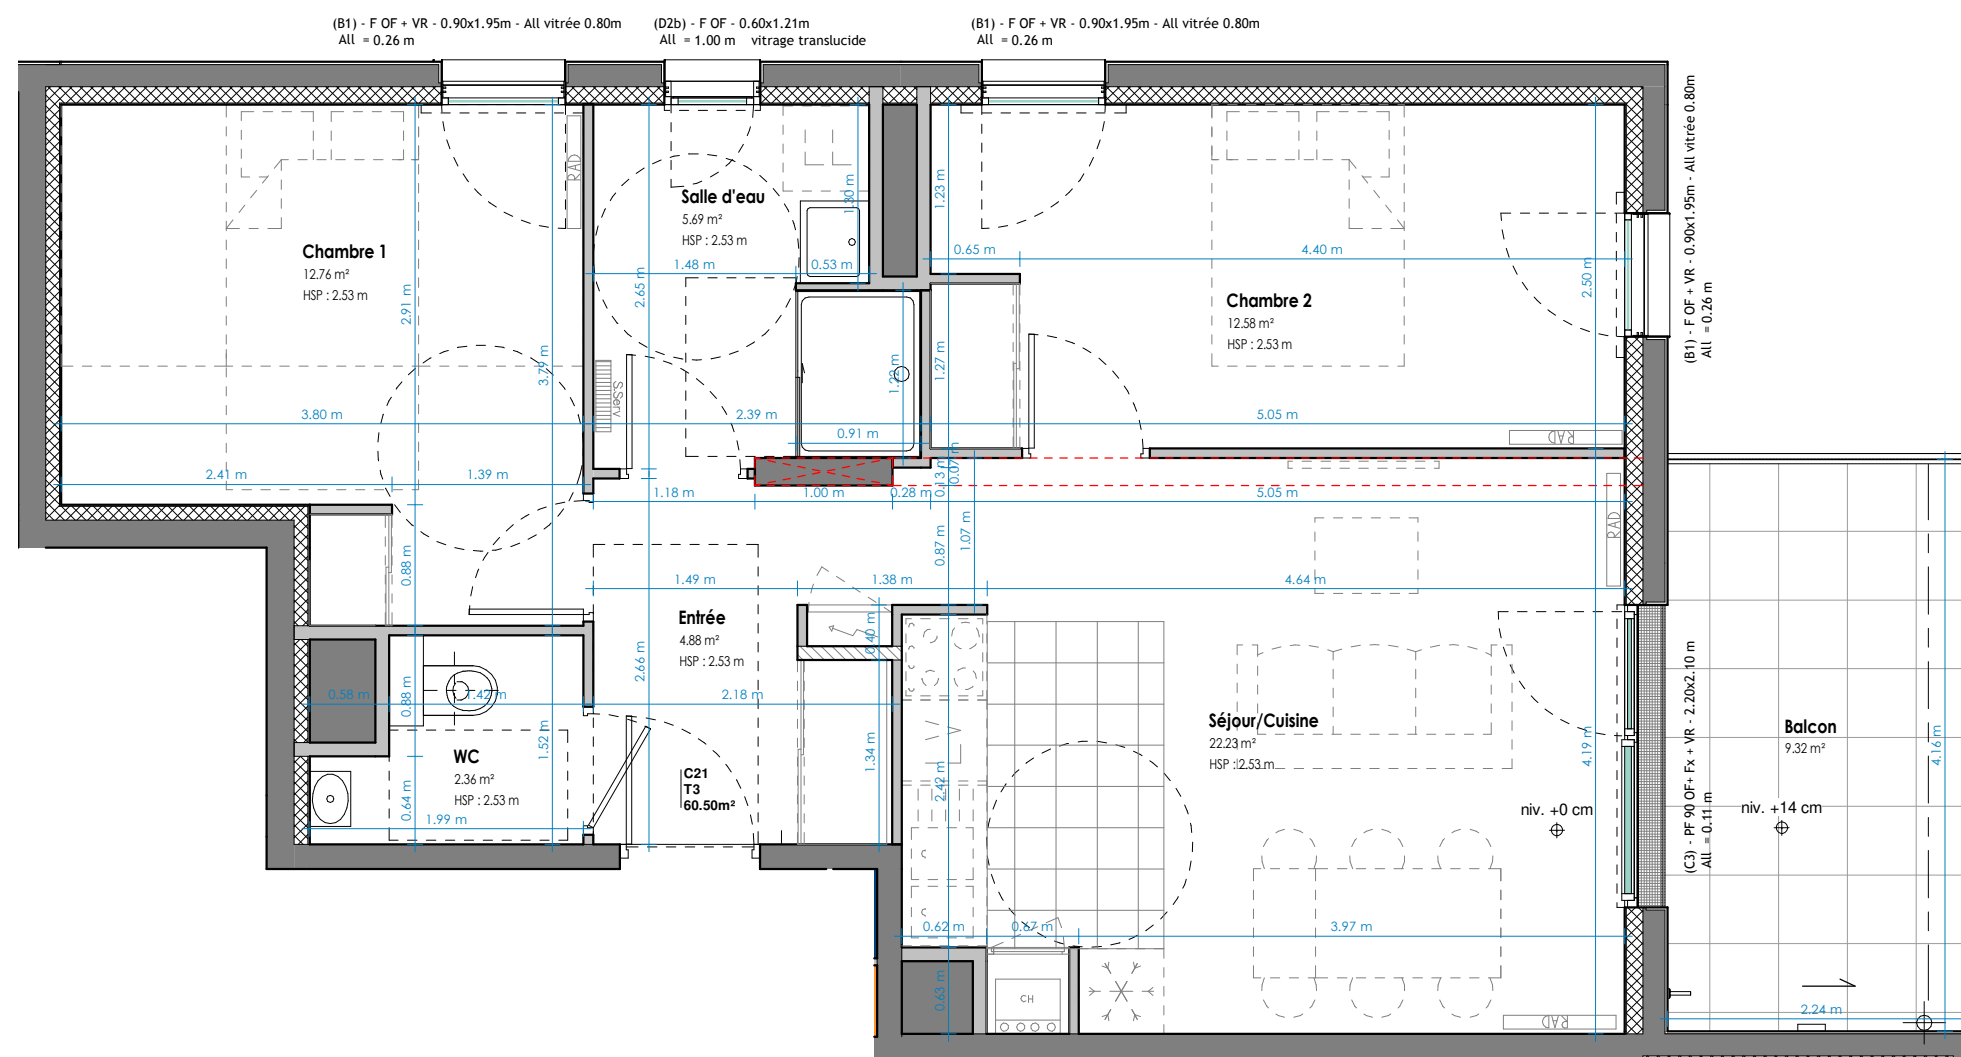 (B1) - F OF + VR - 0.90x1.95m - All vitrée 0.80m
All = 0.26 m
(D2b) - F OF - 0.60x1.21m
All = 1.00 m vitrage translucide
(B1) - F OF + VR - 0.90x1.95m - All vitrée 0.80m
All = 0.26 m
(B1) - F OF + VR - 0.90x1.95m - All vitrée 0.80m
All = 0.26 m
RAD
Chambre 1
12.76 m²
HSP : 2.53 m
2.91 m
3.79 m
3.80 m
2.41 m
1.39 m
0.88 m
Salle d'eau
5.69 m²
HSP : 2.53 m
1.30 m
1.48 m
0.53 m
2.65 m
S.Serv
2.39 m
1.22 m
0.91 m
1.23 m
0.65 m
4.40 m
2.50 m
Chambre 2
12.58 m²
HSP : 2.53 m
1.27 m
5.05 m
RAD
0.13 m
0.07 m
1.18 m
1.00 m
0.28 m
5.05 m
RAD
0.87 m
1.07 m
1.49 m
1.38 m
4.64 m
Entrée
4.88 m²
HSP : 2.53 m
0.40 m
2.66 m
2.18 m
1.34 m
0.58 m
0.88 m
1.42 m
1.52 m
WC
2.36 m²
HSP : 2.53 m
0.64 m
1.99 m
C21
T3
60.50m²
Séjour/Cuisine
22.23 m²
HSP : 2.53 m
2.42 m
4.19 m
niv. +0 cm
(C3) - PF 90 OF+ Fx + VR - 2.20x2.10 m
All = 0.11 m
Balcon
9.32 m²
4.16 m
niv. +14 cm
0.62 m
0.67 m
3.97 m
0.63 m
CH
RAD
2.24 m